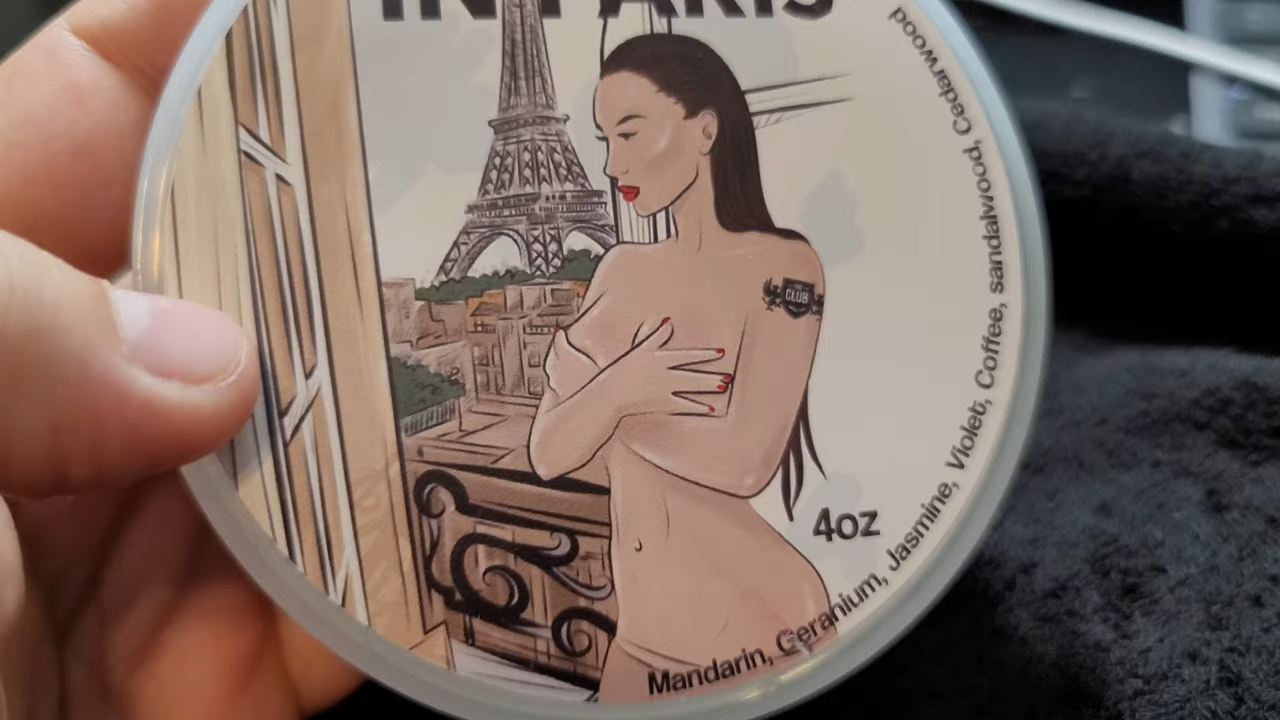 IN PARIS
CLUB
4oz
Mandarin, Geranium, Jasmine, Violet, Coffee, sandalwood, Cedarwood